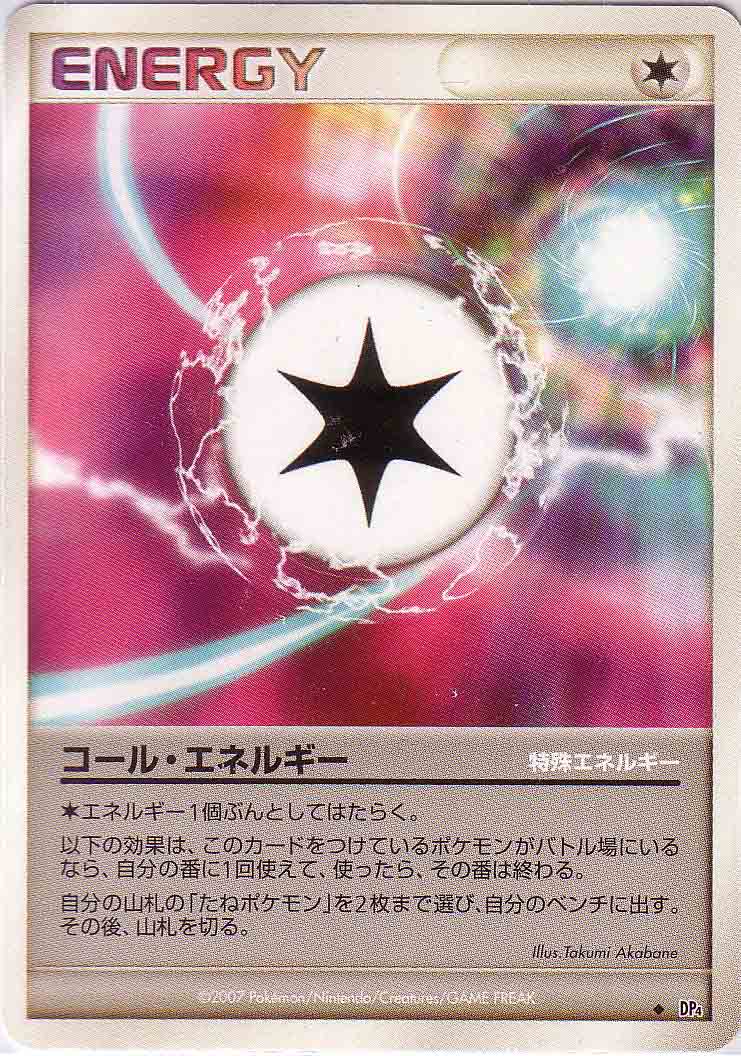 ENERGY
コール・エネルギー
特殊エネルギー
✶エネルギー1個ぶんとしてはたらく。
以下の効果は、このカードをつけているポケモンがバトル場にいる
なら、自分の番に1回使えて、使ったら、その番は終わる。
自分の山札の「たねポケモン」を2枚まで選び、自分のベンチに出す。
その後、山札を切る。
Illus.Takumi Akabane
©2007 Pokémon/Nintendo/Creatures/GAME FREAK
◆ DP4